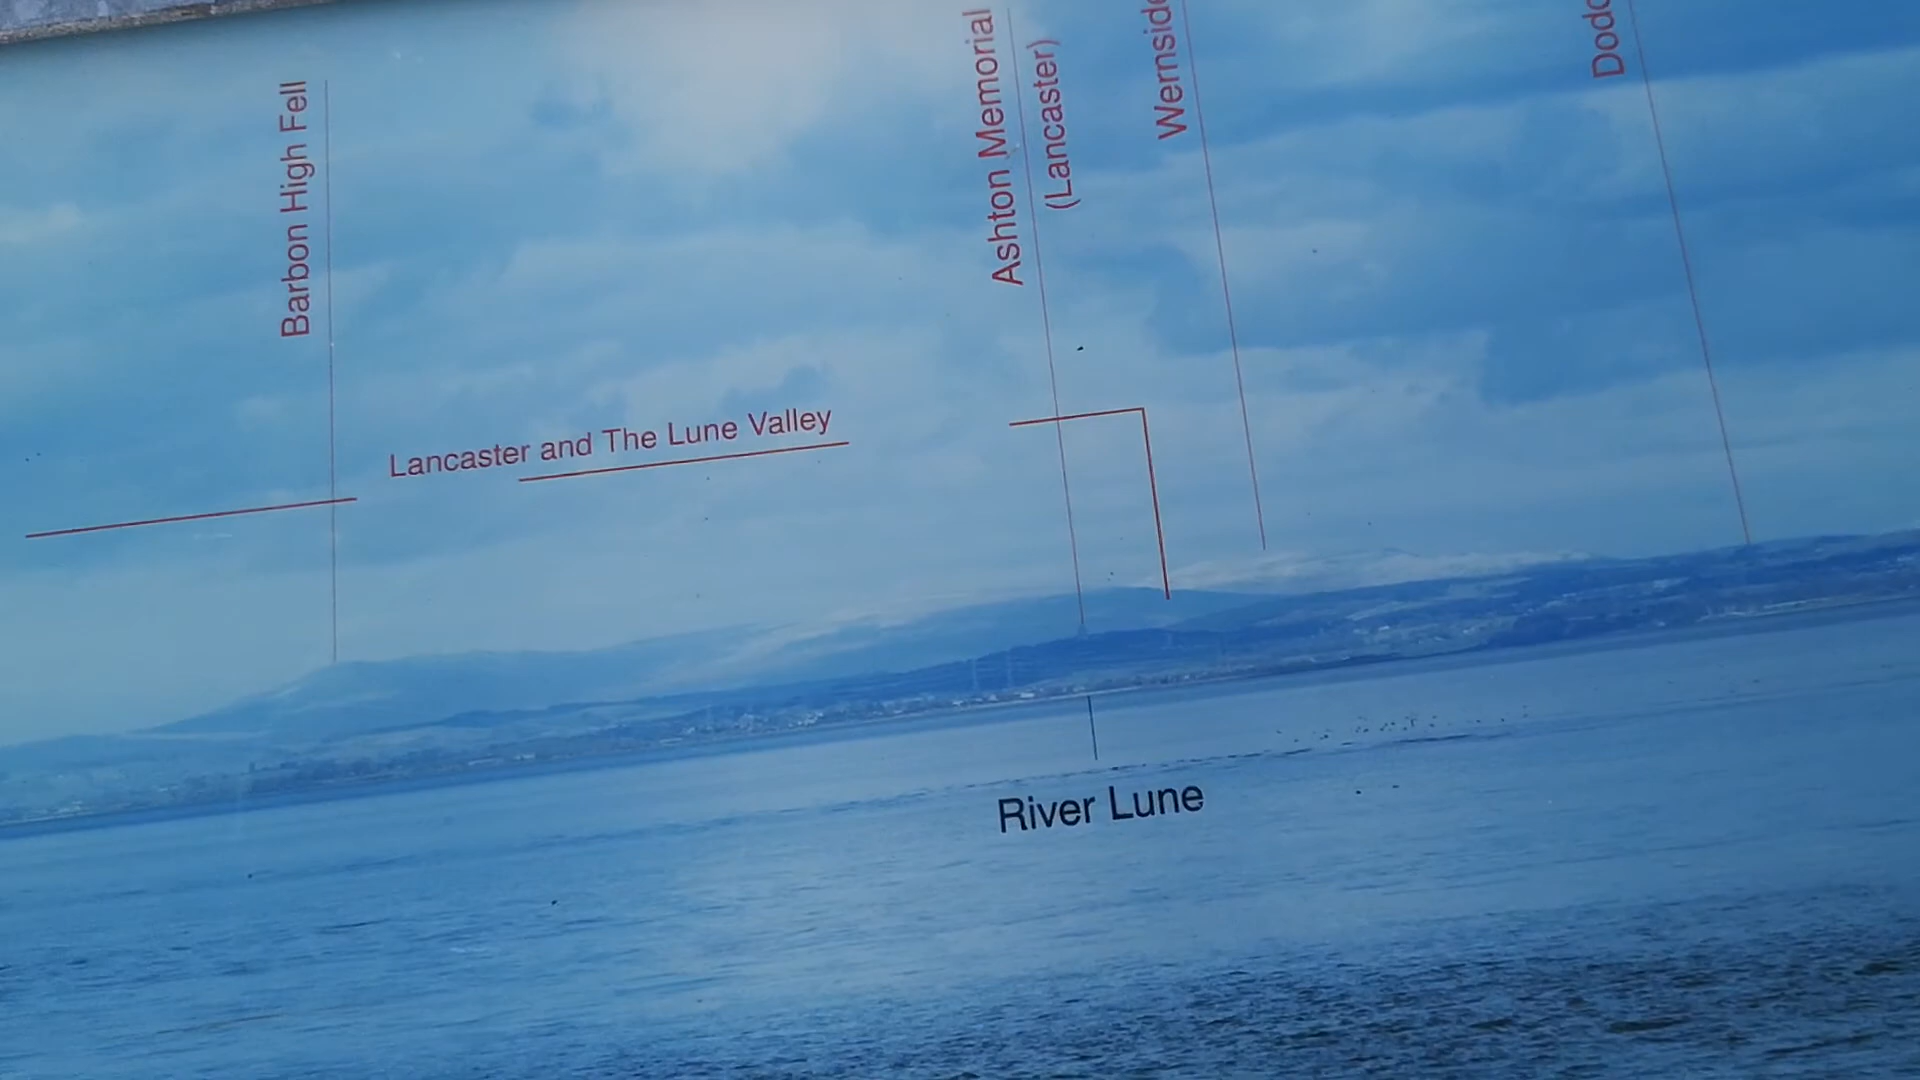 Barbon High Fell
Lancaster and The Lune Valley
Ashton Memorial
(Lancaster)
River Lune